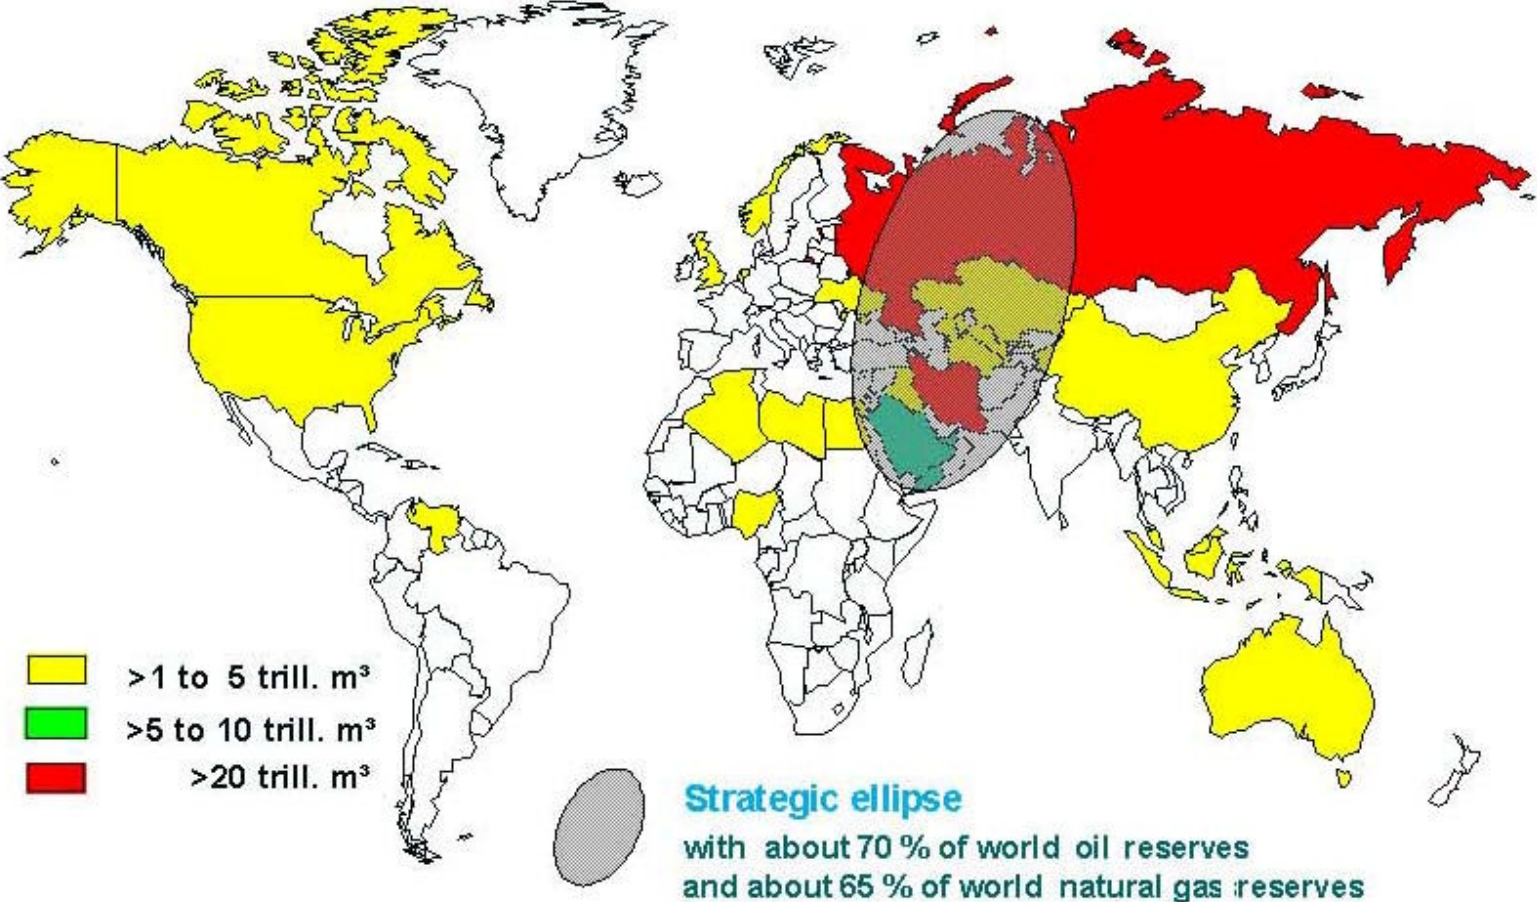 >1 to 5 trill. m³
>5 to 10 trill. m³
>20 trill. m³
Strategic ellipse
with about 70 % of world oil reserves
and about 65 % of world natural gas reserves